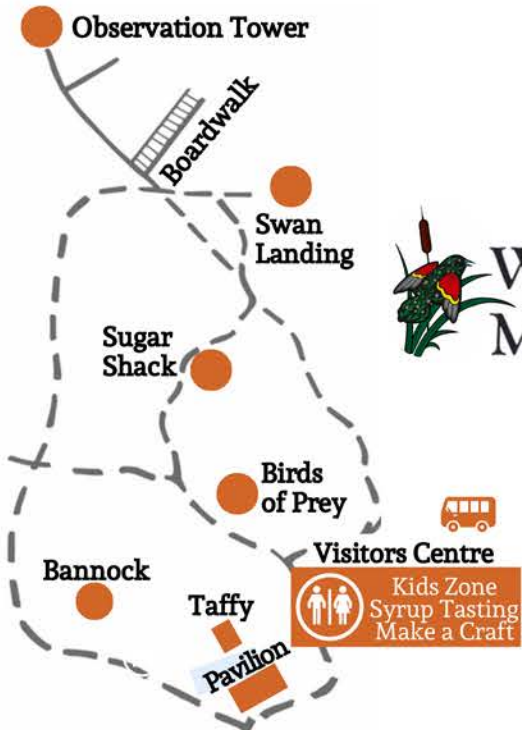 Observation Tower
Boardwalk
Swan
Landing
W
M
Sugar
Shack
Birds
of Prey
Bannock
Taffy
Pavilion
Visitors Centre
Kids Zone
Syrup Tasting
Make a Craft